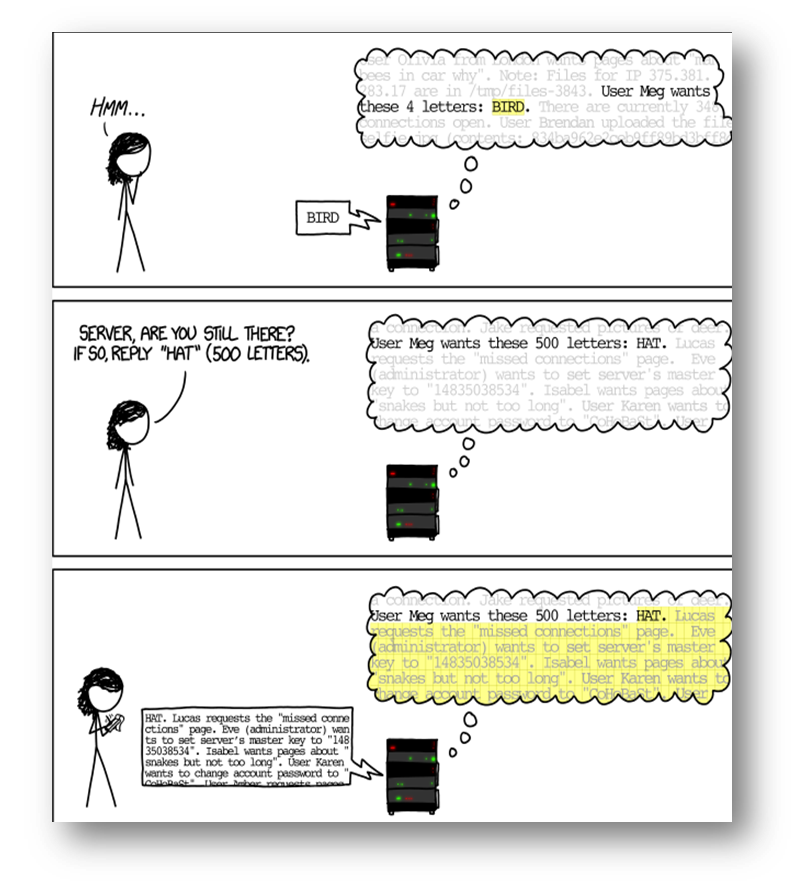 HMM...
User Olivia from London wants pages about "ma
bees in car why". Note: Files for IP 375.381.
283.17 are in /tmp/files-3843. User Meg wants
these 4 letters: BIRD. There are currently 34
connections open. User Brendan uploaded the file
selfie.jpg (contents:
BIRD
SERVER, ARE YOU STILL THERE?
IF SO, REPLY "HAT" (500 LETTERS).
a connection. Jake requested pictures of deer.
User Meg wants these 500 letters: HAT. Lucas
requests the "missed connections" page. Eve
(administrator) wants to set server's master
key to "14835038534". Isabel wants pages abou
"snakes but not too long". User Karen wants to
change account password to "CoHoBaSt". User
a connection. Jake requested pictures of deer.
User Meg wants these 500 letters: HAT. Lucas
requests the "missed connections" page. Eve
(administrator) wants to set server's master
key to "14835038534". Isabel wants pages abou
"snakes but not too long". User Karen wants to
change account password to "CoHoBaSt". User
HAT. Lucas requests the "missed conne
ctions" page. Eve (administrator) wan
ts to set server's master key to "148
35038534". Isabel wants pages about "
snakes but not too long". User Karen
wants to change account password to "
CoHoBaSt". User Amber requests pages